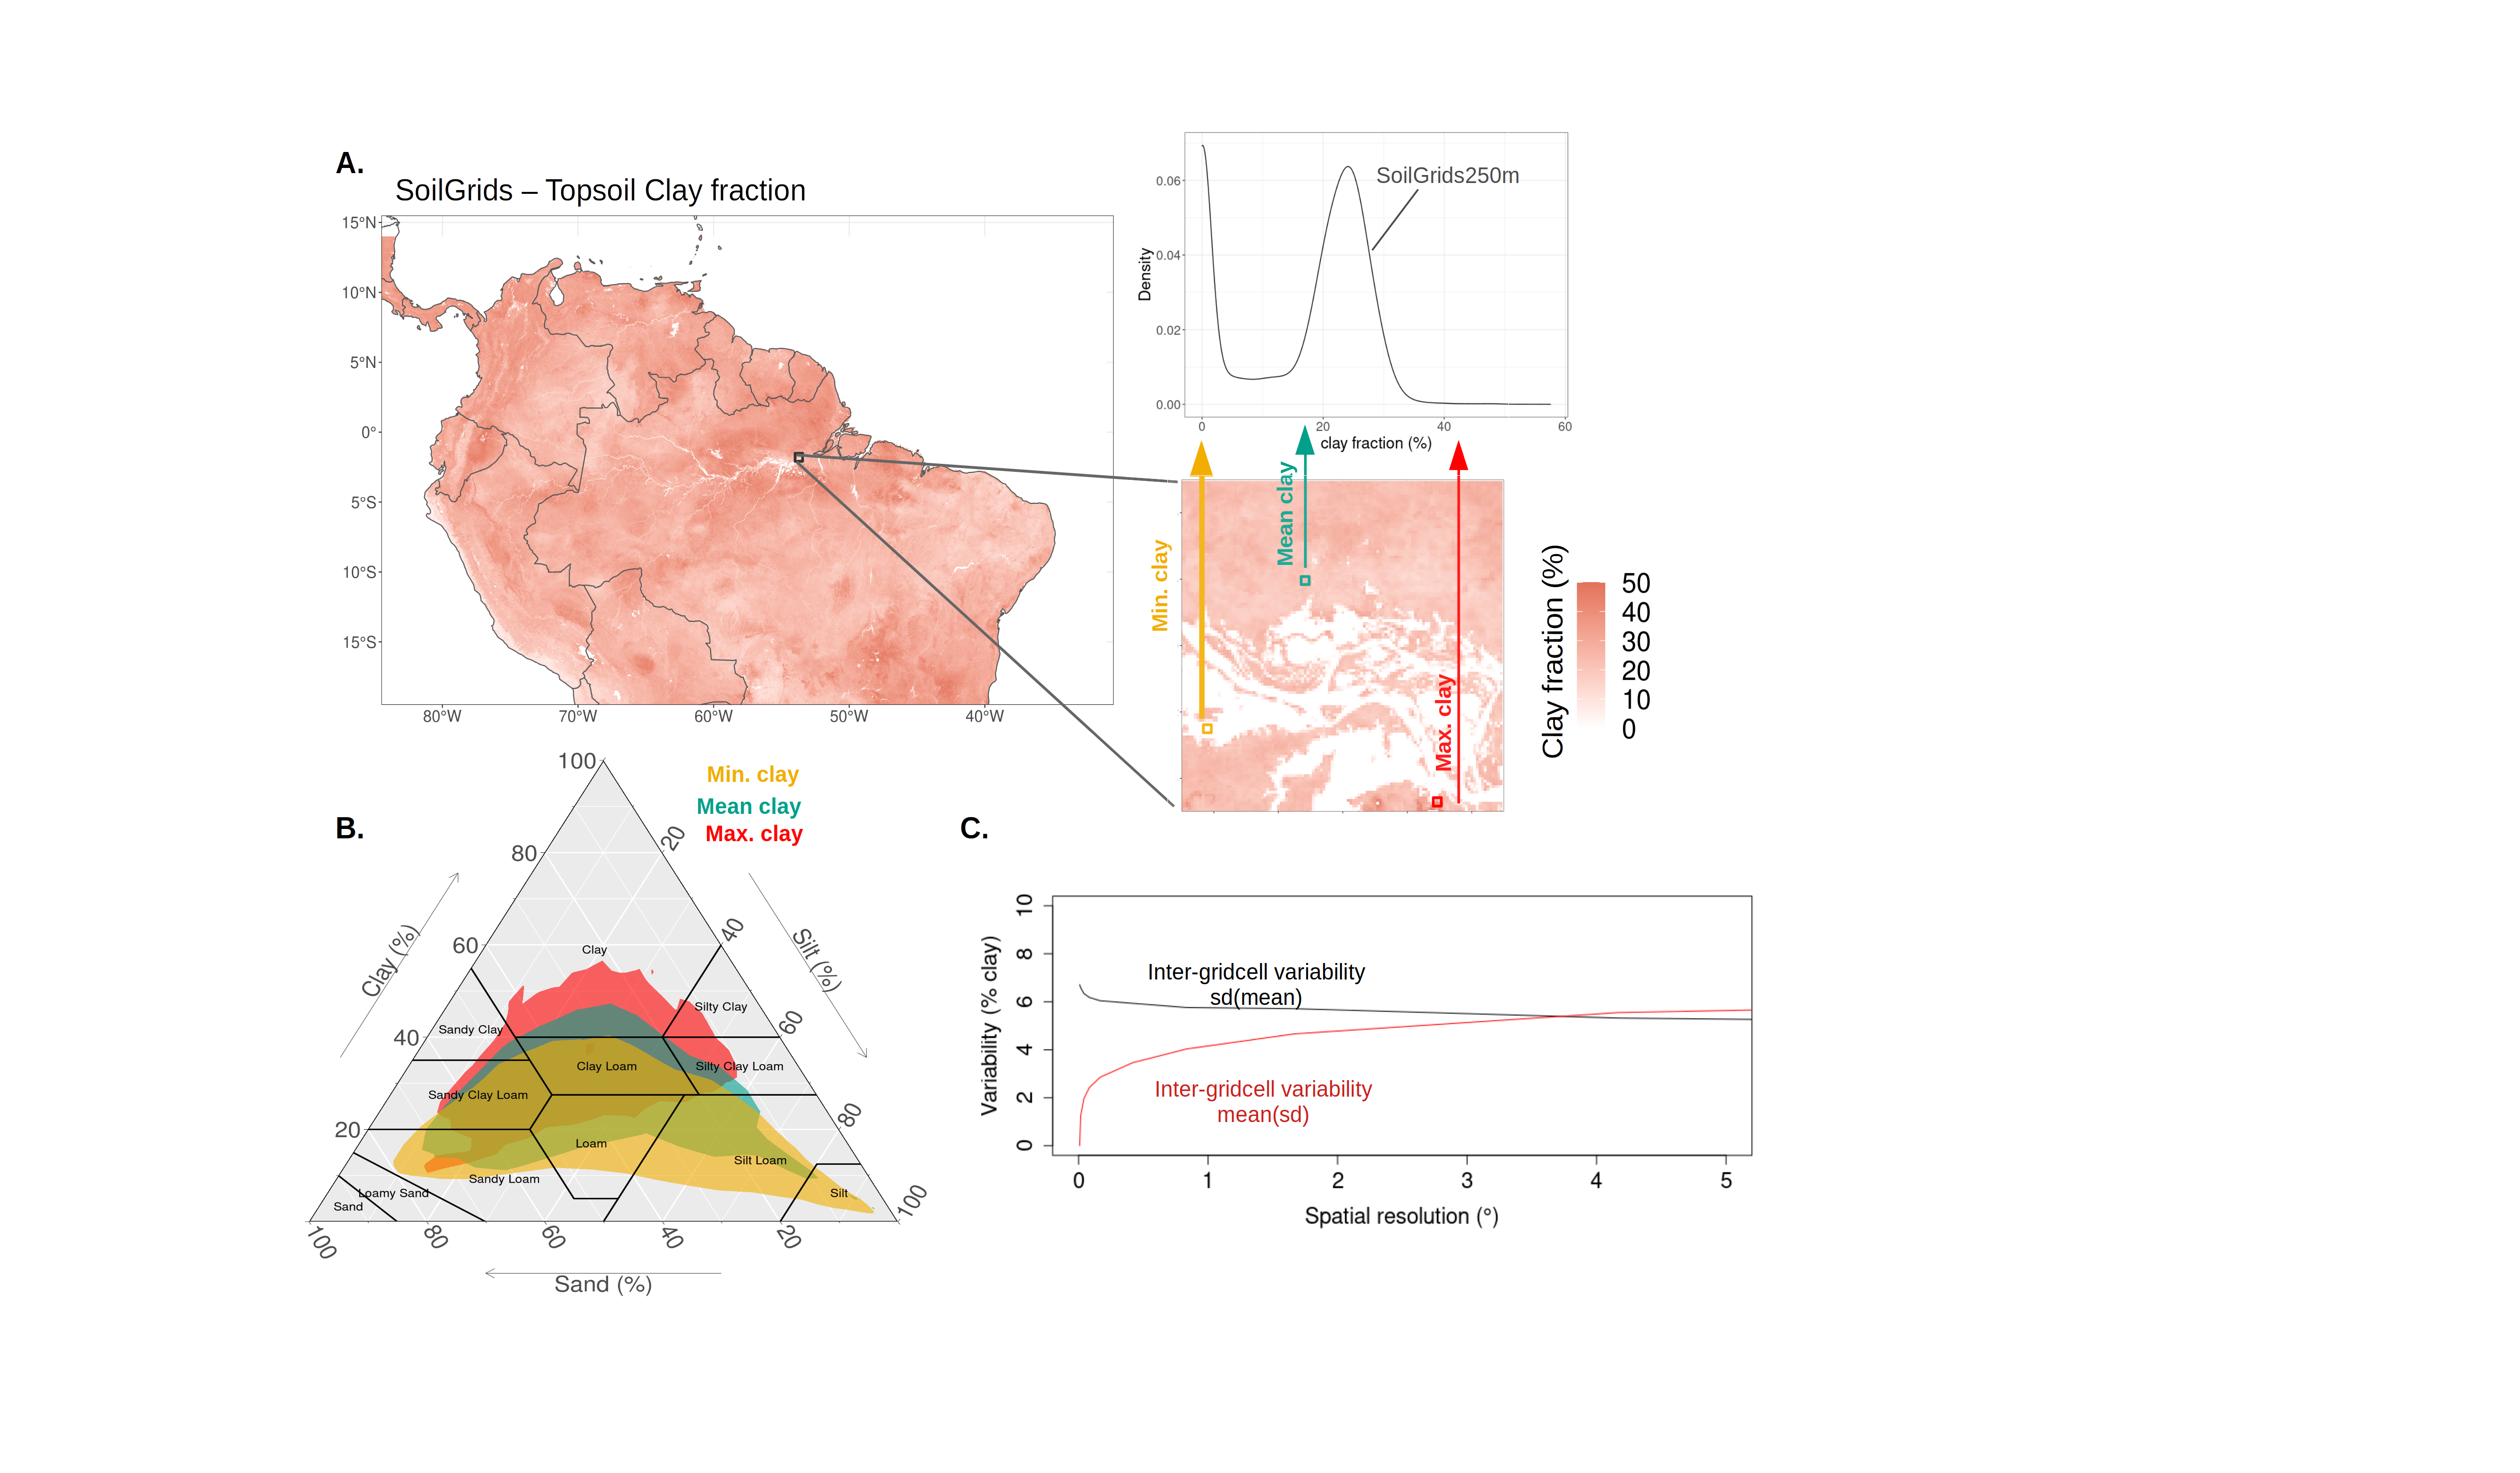 A.
SoilGrids – Topsoil Clay fraction
15°N
10°N
5°N
0°
5°S
10°S
15°S
80°W
70°W
60°W
50°W
40°W
Density
0.06
0.04
0.02
0.00
SoilGrids250m
0
20
40
60
clay fraction (%)
Min. clay
Mean clay
Max. clay
Clay fraction (%)
50
40
30
20
10
0
B.
Min. clay
Mean clay
Max. clay
100
80
60
40
20
Clay (%)
20
40
60
80
100
Silt (%)
100
80
60
40
20
Sand (%)
Clay
Silty Clay
Sandy Clay
Clay Loam
Silty Clay Loam
Sandy Clay Loam
Loam
Silt Loam
Sandy Loam
Silt
Loamy Sand
Sand
C.
Variability (% clay)
10
8
6
4
2
0
Inter-gridcell variability
sd(mean)
Inter-gridcell variability
mean(sd)
0
1
2
3
4
5
Spatial resolution (°)